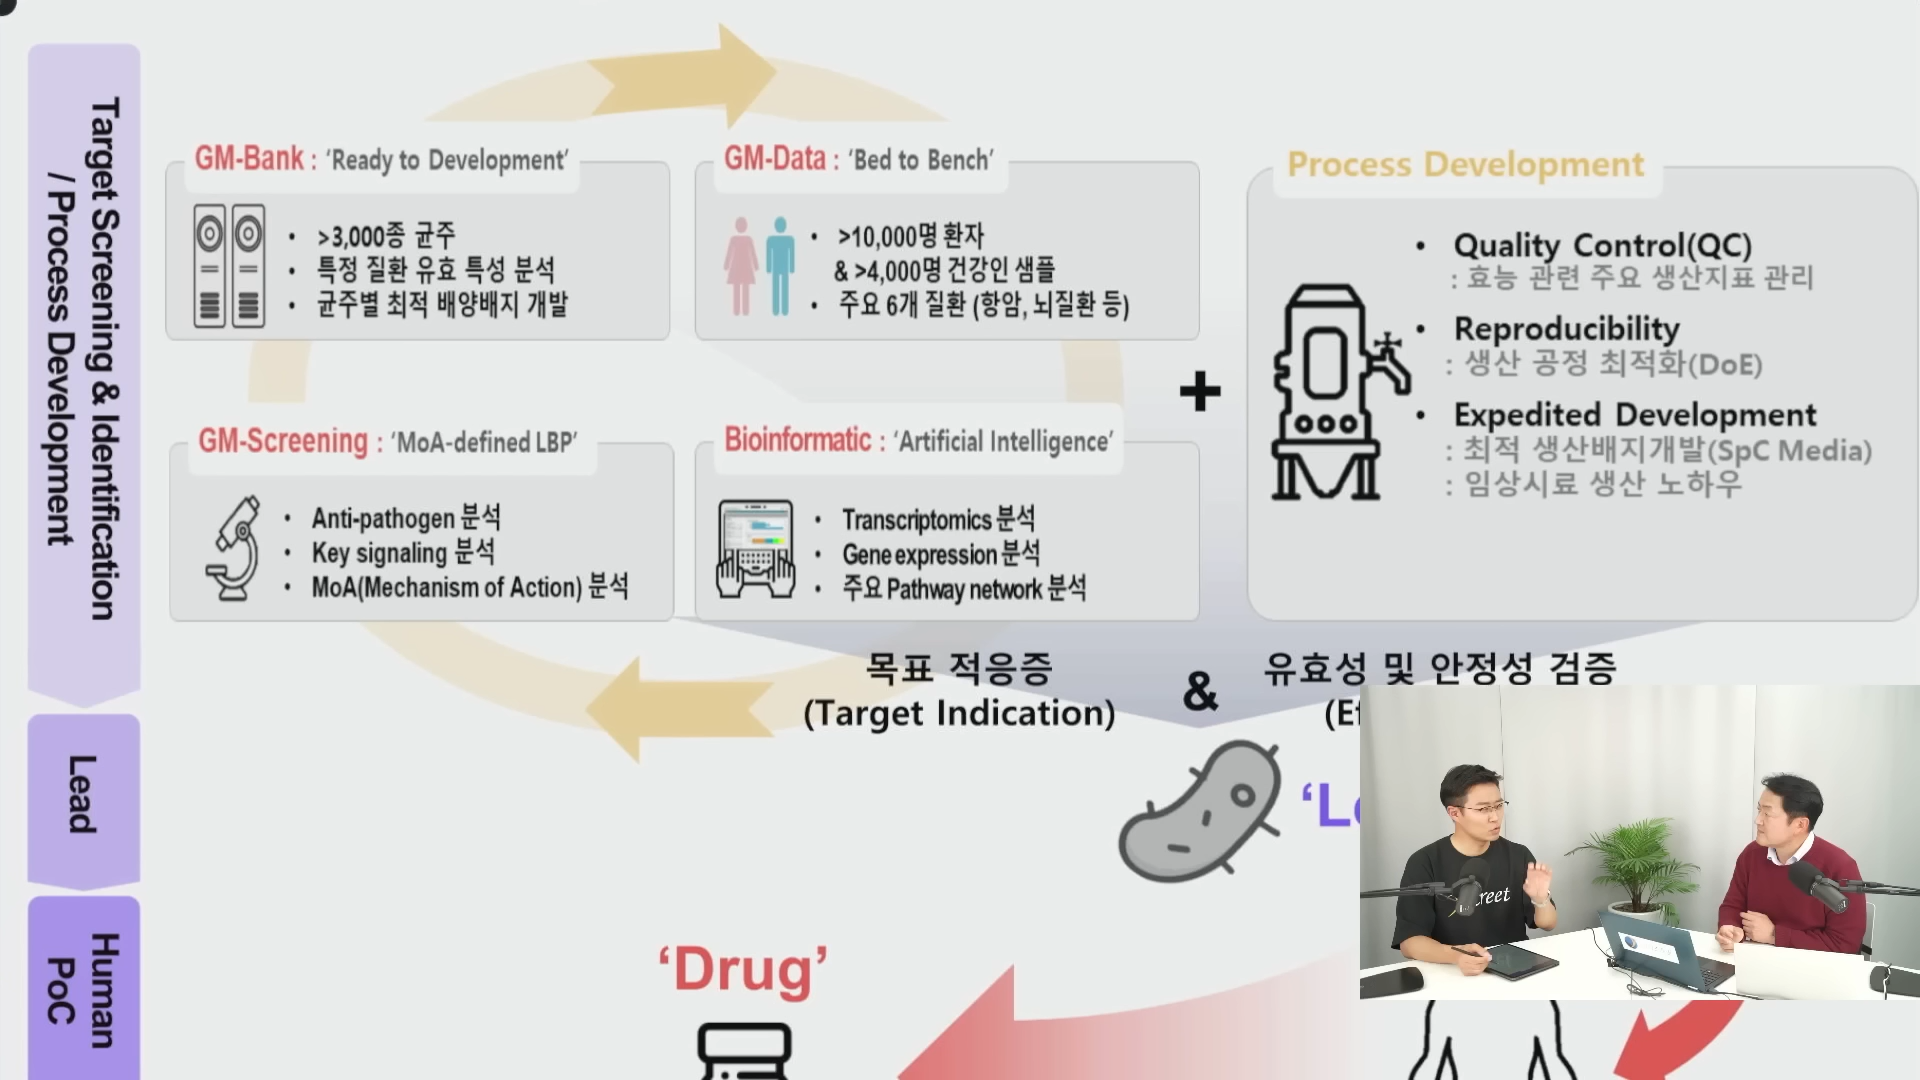 Target Screening & Identification
/ Process Development
Lead
Human
PoC
GM-Bank : ‘Ready to Development’
• >3,000종 균주
• 특정 질환 유효 특성 분석
• 균주별 최적 배양배지 개발
GM-Data : ‘Bed to Bench’
• >10,000명 환자
& >4,000명 건강인 샘플
• 주요 6개 질환 (항암, 뇌질환 등)
GM-Screening : ‘MoA-defined LBP’
• Anti-pathogen 분석
• Key signaling 분석
• MoA(Mechanism of Action) 분석
Bioinformatic : ‘Artificial Intelligence’
• Transcriptomics 분석
• Gene expression 분석
• 주요 Pathway network 분석
+
Process Development
• Quality Control(QC)
: 효능 관련 주요 생산지표 관리
• Reproducibility
: 생산 공정 최적화(DoE)
• Expedited Development
: 최적 생산배지개발(SpC Media)
: 임상시료 생산 노하우
목표 적응증
(Target Indication)
&
유효성 및 안정성 검증
‘Drug’